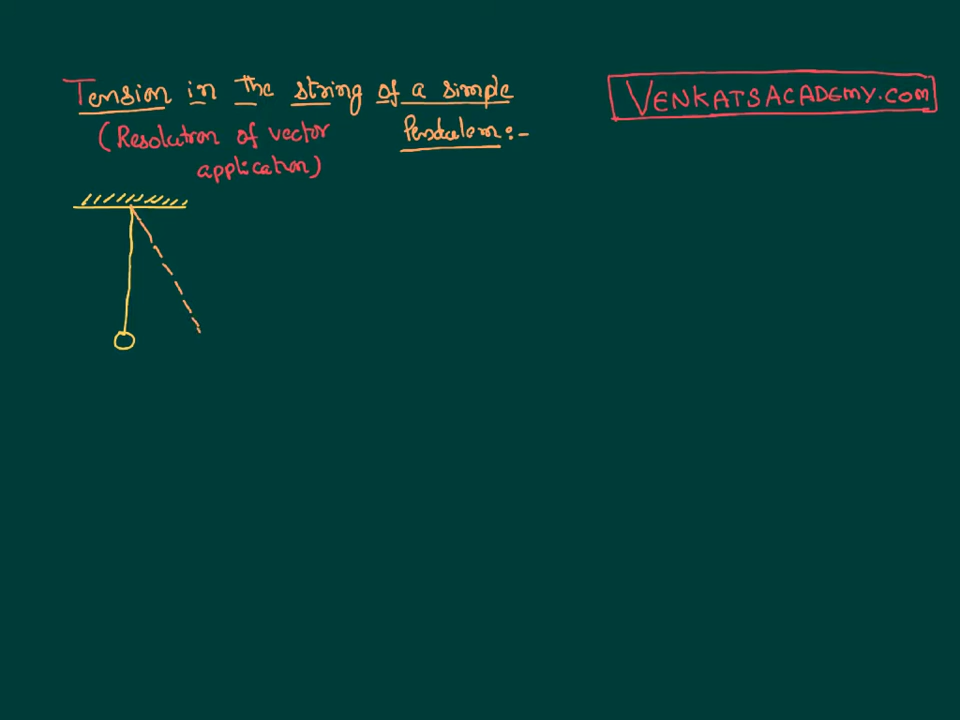 Tension in the string of a simple
Pendulum:-
(Resolution of vector
application)
VENKATSACADEMY.COM